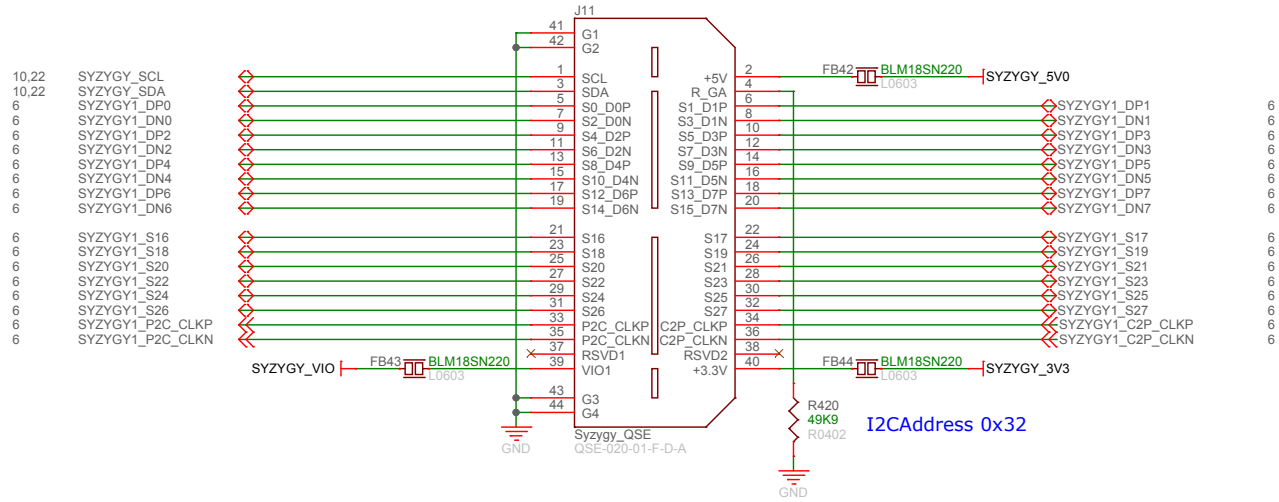 J11
41 G1
42 G2
10,22 SYZYGY_SCL 1 SCL +5V 2 FB42 BLM18SN220 L0603 SYZYGY_5V0
10,22 SYZYGY_SDA 3 SDA R_GA 4
6 SYZYGY1_DP0 5 S0_D0P S1_D1P 6 SYZYGY1_DP1 6
6 SYZYGY1_DN0 7 S2_D0N S3_D1N 8 SYZYGY1_DN1 6
6 SYZYGY1_DP2 9 S4_D2P S5_D3P 10 SYZYGY1_DP3 6
6 SYZYGY1_DN2 11 S6_D2N S7_D3N 12 SYZYGY1_DN3 6
6 SYZYGY1_DP4 13 S8_D4P S9_D5P 14 SYZYGY1_DP5 6
6 SYZYGY1_DN4 15 S10_D4N S11_D5N 16 SYZYGY1_DN5 6
6 SYZYGY1_DP6 17 S12_D6P S13_D7P 18 SYZYGY1_DP7 6
6 SYZYGY1_DN6 19 S14_D6N S15_D7N 20 SYZYGY1_DN7 6
6 SYZYGY1_S16 21 S16 S17 22 SYZYGY1_S17 6
6 SYZYGY1_S18 23 S18 S19 24 SYZYGY1_S19 6
6 SYZYGY1_S20 25 S20 S21 26 SYZYGY1_S21 6
6 SYZYGY1_S22 27 S22 S23 28 SYZYGY1_S23 6
6 SYZYGY1_S24 29 S24 S25 30 SYZYGY1_S25 6
6 SYZYGY1_S26 31 S26 S27 32 SYZYGY1_S27 6
6 SYZYGY1_P2C_CLKP 33 P2C_CLKP C2P_CLKP 34 SYZYGY1_C2P_CLKP 6
6 SYZYGY1_P2C_CLKN 35 P2C_CLKN C2P_CLKN 36 SYZYGY1_C2P_CLKN 6
37 RSVD1 RSVD2 38
SYZYGY_VIO FB43 BLM18SN220 L0603 39 VIO1 +3.3V 40 FB44 BLM18SN220 L0603 SYZYGY_3V3
43 G3
44 G4
GND
Syzygy_QSE
QSE-020-01-F-D-A
R420
49K9
R0402
I2CAddress 0x32
GND